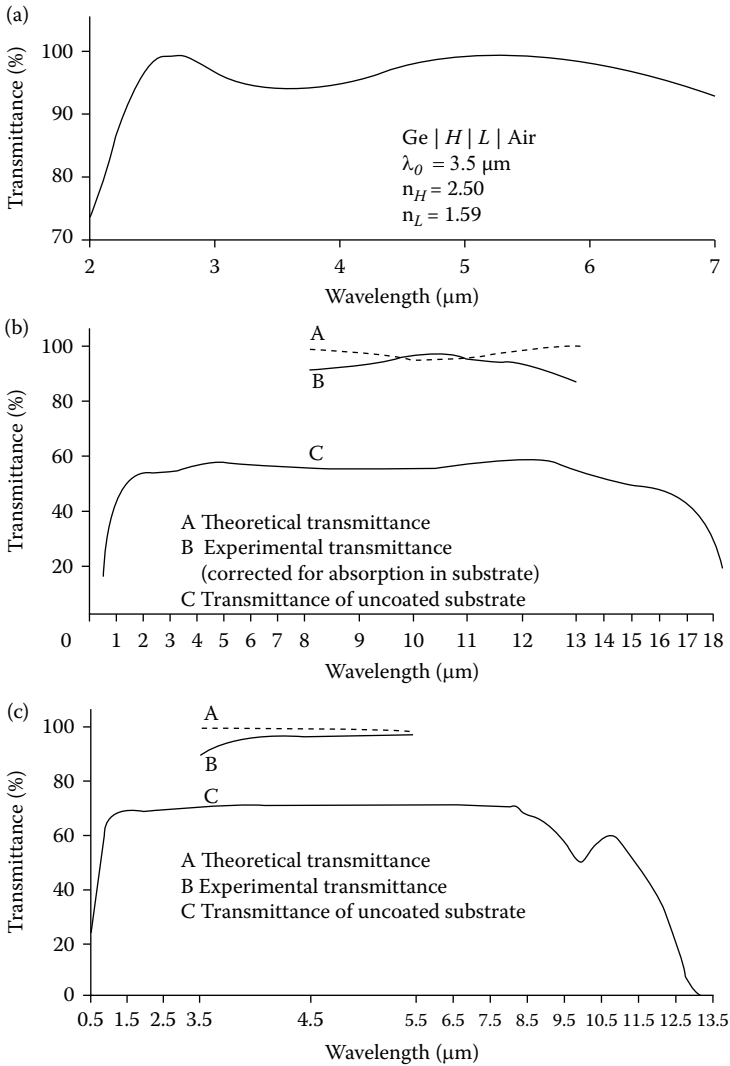 (a)
Transmittance (%)
100
90
80
70
Ge | H | L | Air
λ0 = 3.5 µm
nH = 2.50
nL = 1.59
2 3 4 5 6 7
Wavelength (µm)
(b)
Transmittance (%)
100
80
60
40
20
A
B
C
A Theoretical transmittance
B Experimental transmittance
(corrected for absorption in substrate)
C Transmittance of uncoated substrate
0 1 2 3 4 5 6 7 8 9 10 11 12 13 14 15 16 17 18
Wavelength (µm)
(c)
Transmittance (%)
100
80
60
40
20
0
A
B
C
A Theoretical transmittance
B Experimental transmittance
C Transmittance of uncoated substrate
0.5 1.5 2.5 3.5 4.5 5.5 6.5 7.5 8.5 9.5 10.5 11.5 12.5 13.5
Wavelength (µm)